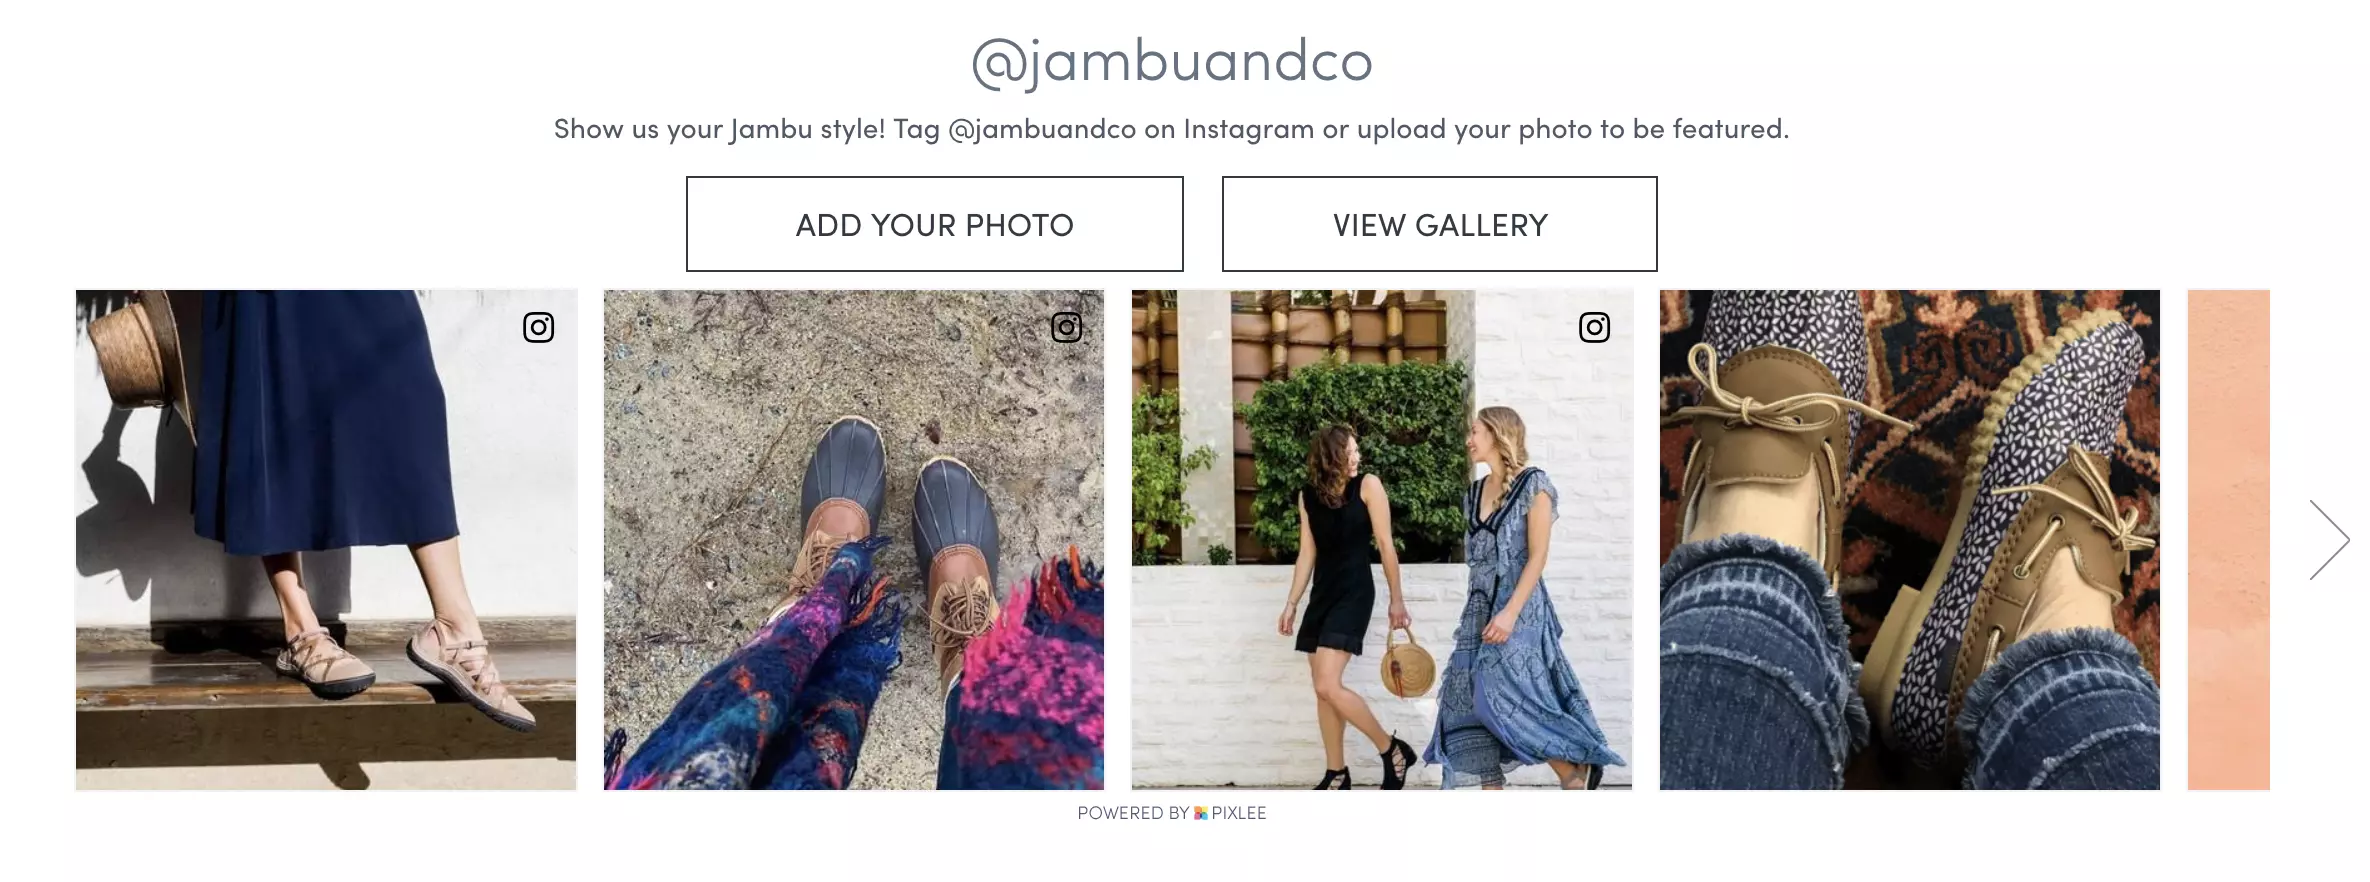 @jambuandco
Show us your Jambu style! Tag @jambuandco on Instagram or upload your photo to be featured.
ADD YOUR PHOTO
VIEW GALLERY
POWERED BY PIXLEE